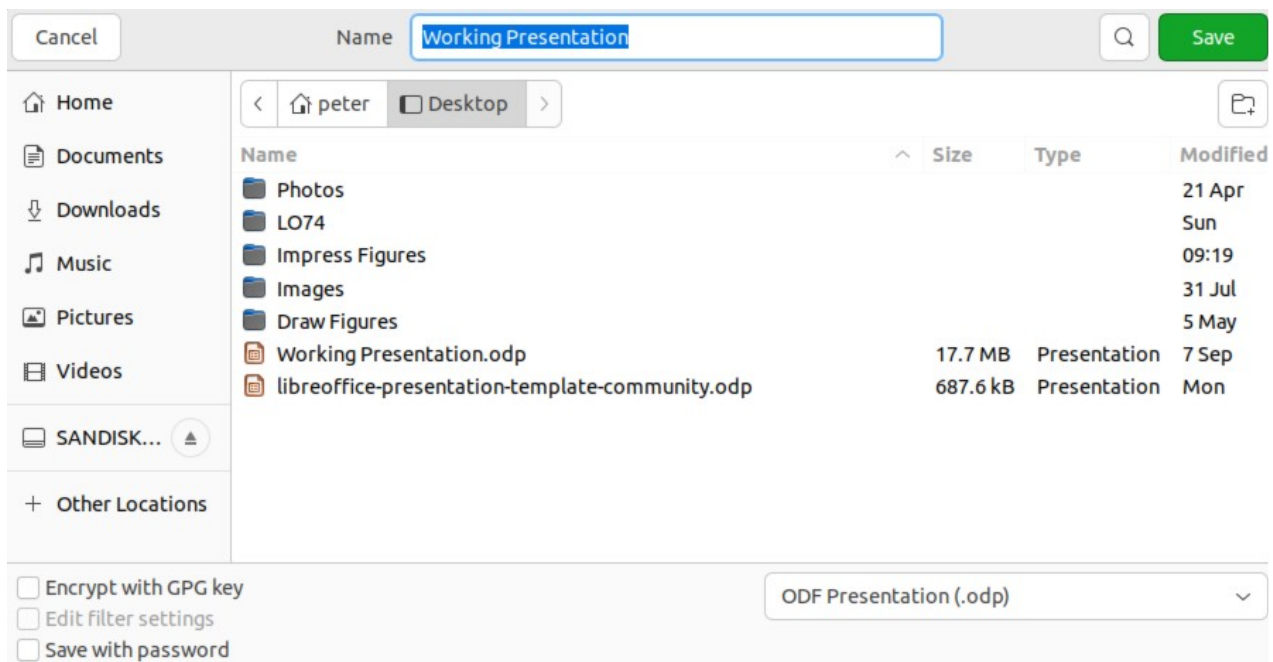 Cancel Name Working Presentation Save
Home
Documents
Downloads
Music
Pictures
Videos
SANDISK...
Other Locations
peter Desktop
Name Size Type Modified
Photos 21 Apr
LO74 Sun
Impress Figures 09:19
Images 31 Jul
Draw Figures 5 May
Working Presentation.odp 17.7 MB Presentation 7 Sep
libreoffice-presentation-template-community.odp 687.6 kB Presentation Mon
Encrypt with GPG key
Edit filter settings
Save with password
ODF Presentation (.odp)